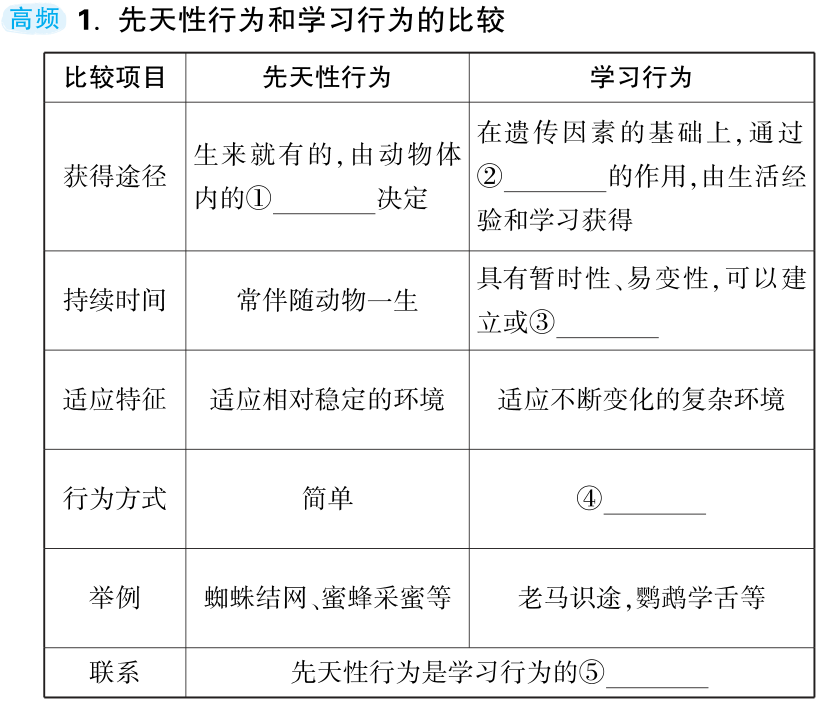 高频 1. 先天性行为和学习行为的比较
比较项目 先天性行为 学习行为
获得途径
生来就有的,由动物体
内的①________决定
在遗传因素的基础上,通过
②________的作用,由生活经
验和学习获得
持续时间 常伴随动物一生
具有暂时性、易变性,可以建
立或③________
适应特征 适应相对稳定的环境 适应不断变化的复杂环境
行为方式 简单 ④________
举例 蜘蛛结网、蜜蜂采蜜等 老马识途,鹦鹉学舌等
联系 先天性行为是学习行为的⑤________